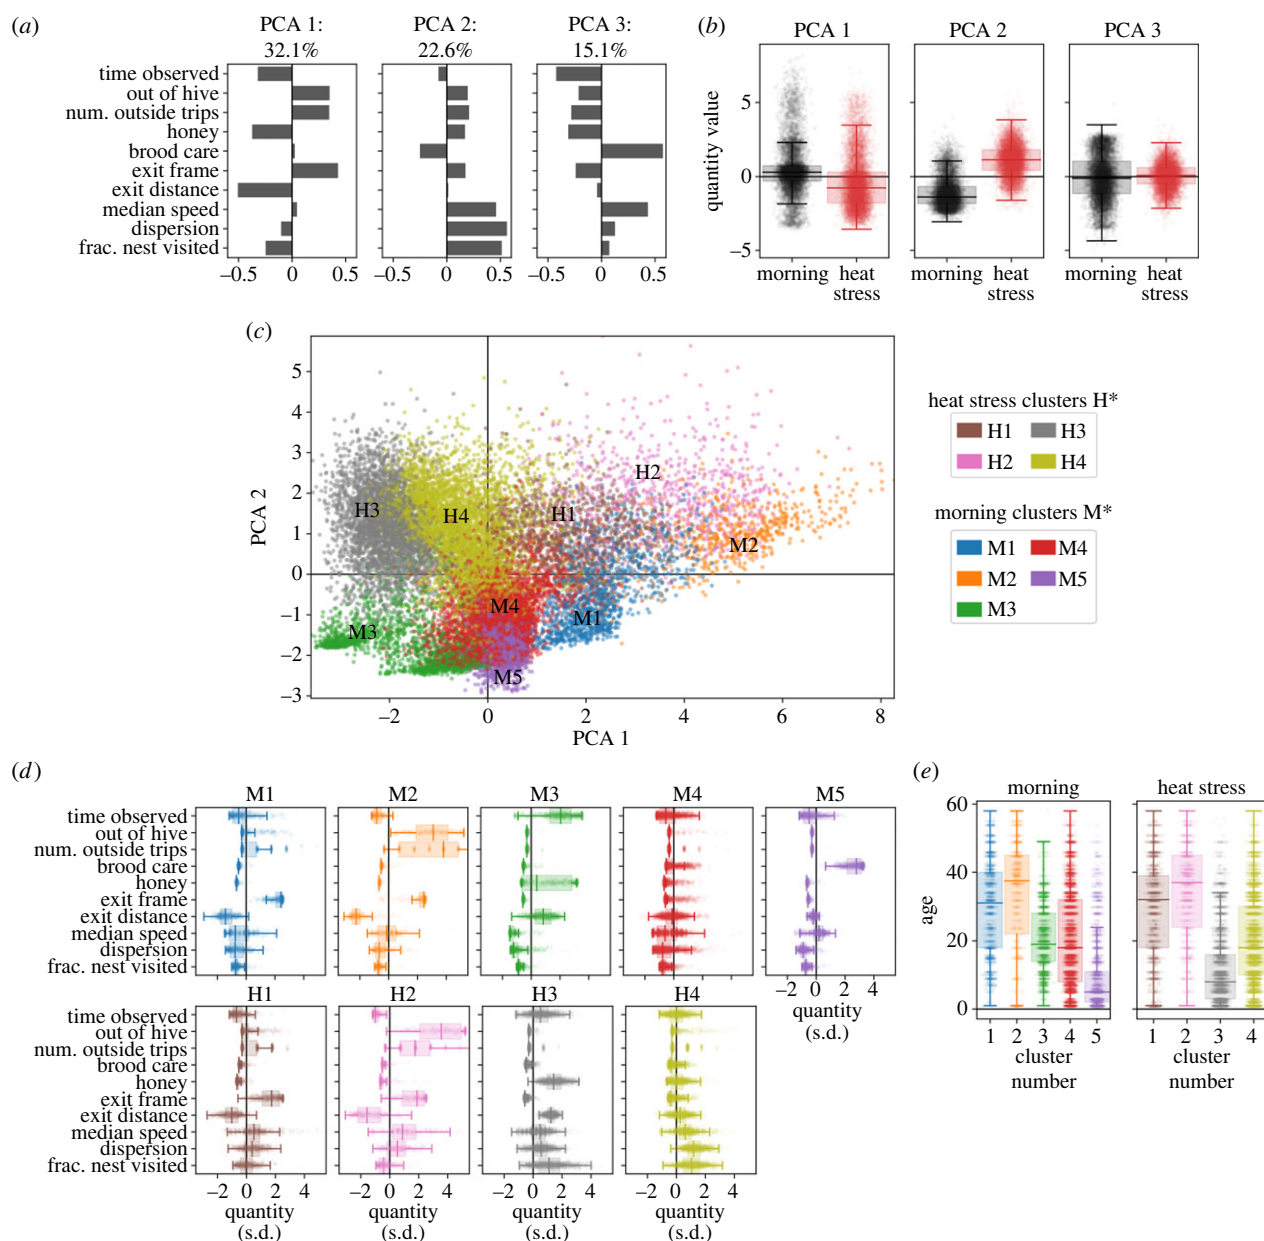 (a)
PCA 1:
32.1%
PCA 2:
22.6%
PCA 3:
15.1%
time observed
out of hive
num. outside trips
honey
brood care
exit frame
exit distance
median speed
dispersion
frac. nest visited
−0.5 0 0.5
−0.5 0 0.5
−0.5 0 0.5
(b)
PCA 1
PCA 2
PCA 3
quantity value
5
0
−5
morning heat stress
morning heat stress
morning heat stress
(c)
PCA 2
5
4
3
2
1
0
−1
−2
−3
H3
H4
H1
H2
M2
M4
M1
M3
M5
−2 0 2 4 6 8
PCA 1
heat stress clusters H*
H1 H3
H2 H4
morning clusters M*
M1 M4
M2 M5
M3
(d)
M1 M2 M3 M4 M5
time observed
out of hive
num. outside trips
brood care
honey
exit frame
exit distance
median speed
dispersion
frac. nest visited
−2 0 2 4
quantity
(s.d.)
H1 H2 H3 H4
time observed
out of hive
num. outside trips
brood care
honey
exit frame
exit distance
median speed
dispersion
frac. nest visited
−2 0 2 4
−2 0 2 4
−2 0 2 4
−2 0 2 4
quantity
(s.d.)
quantity
(s.d.)
quantity
(s.d.)
quantity
(s.d.)
(e)
morning
heat stress
age
60
40
20
0
1 2 3 4 5
cluster
number
1 2 3 4
cluster
number